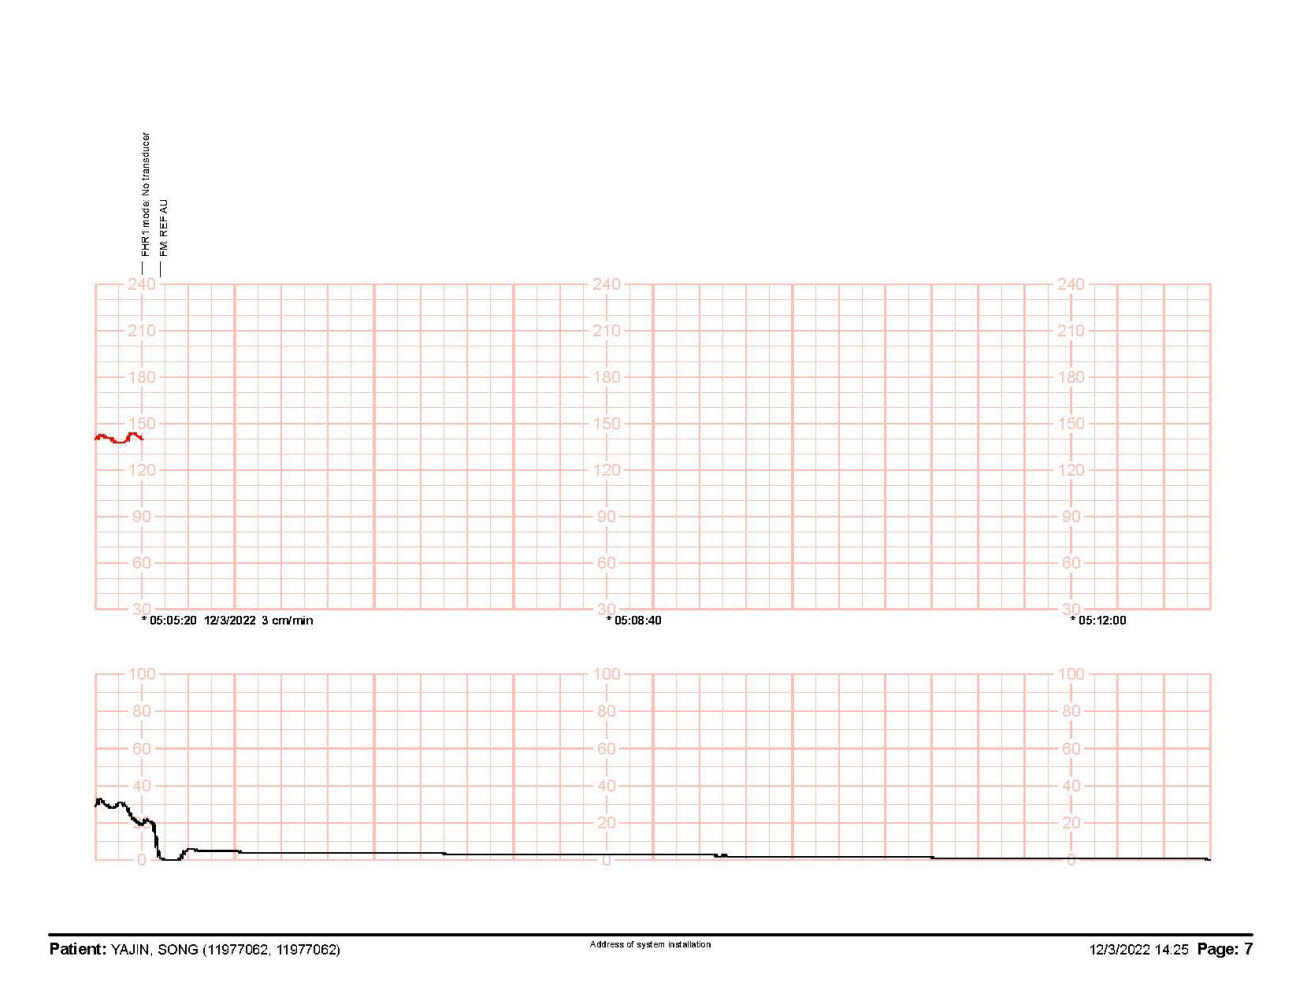 FHR1 mode: No transducer
FM: REF AU
240 240 240
210 210 210
180 180 180
150 150 150
120 120 120
90 90 90
60 60 60
30 30 30
* 05:05:20 12/3/2022 3 cm/min * 05:08:40 * 05:12:00
100 100 100
80 80 80
60 60 60
40 40 40
20 20 20
0 0 0
Patient: YAJIN, SONG (11977062, 11977062) Address of system installation 12/3/2022 14:25 Page: 7